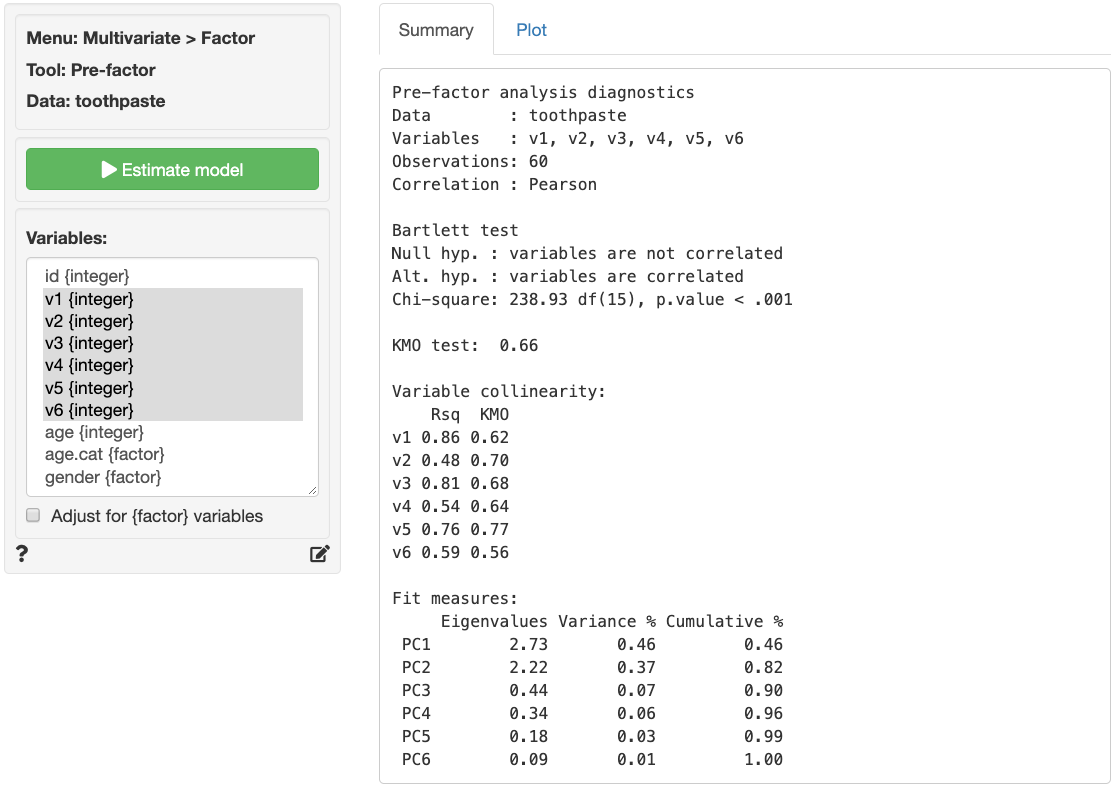 Menu: Multivariate > Factor
Tool: Pre-factor
Data: toothpaste
Estimate model
Variables:
id {integer}
v1 {integer}
v2 {integer}
v3 {integer}
v4 {integer}
v5 {integer}
v6 {integer}
age {integer}
age.cat {factor}
gender {factor}
Adjust for {factor} variables
?
Summary Plot
Pre-factor analysis diagnostics
Data        : toothpaste
Variables   : v1, v2, v3, v4, v5, v6
Observations: 60
Correlation : Pearson
Bartlett test
Null hyp. : variables are not correlated
Alt. hyp. : variables are correlated
Chi-square: 238.93 df(15), p.value < .001
KMO test:  0.66
Variable collinearity:
    Rsq  KMO
v1 0.86 0.62
v2 0.48 0.70
v3 0.81 0.68
v4 0.54 0.64
v5 0.76 0.77
v6 0.59 0.56
Fit measures:
     Eigenvalues Variance % Cumulative %
 PC1        2.73       0.46         0.46
 PC2        2.22       0.37         0.82
 PC3        0.44       0.07         0.90
 PC4        0.34       0.06         0.96
 PC5        0.18       0.03         0.99
 PC6        0.09       0.01         1.00